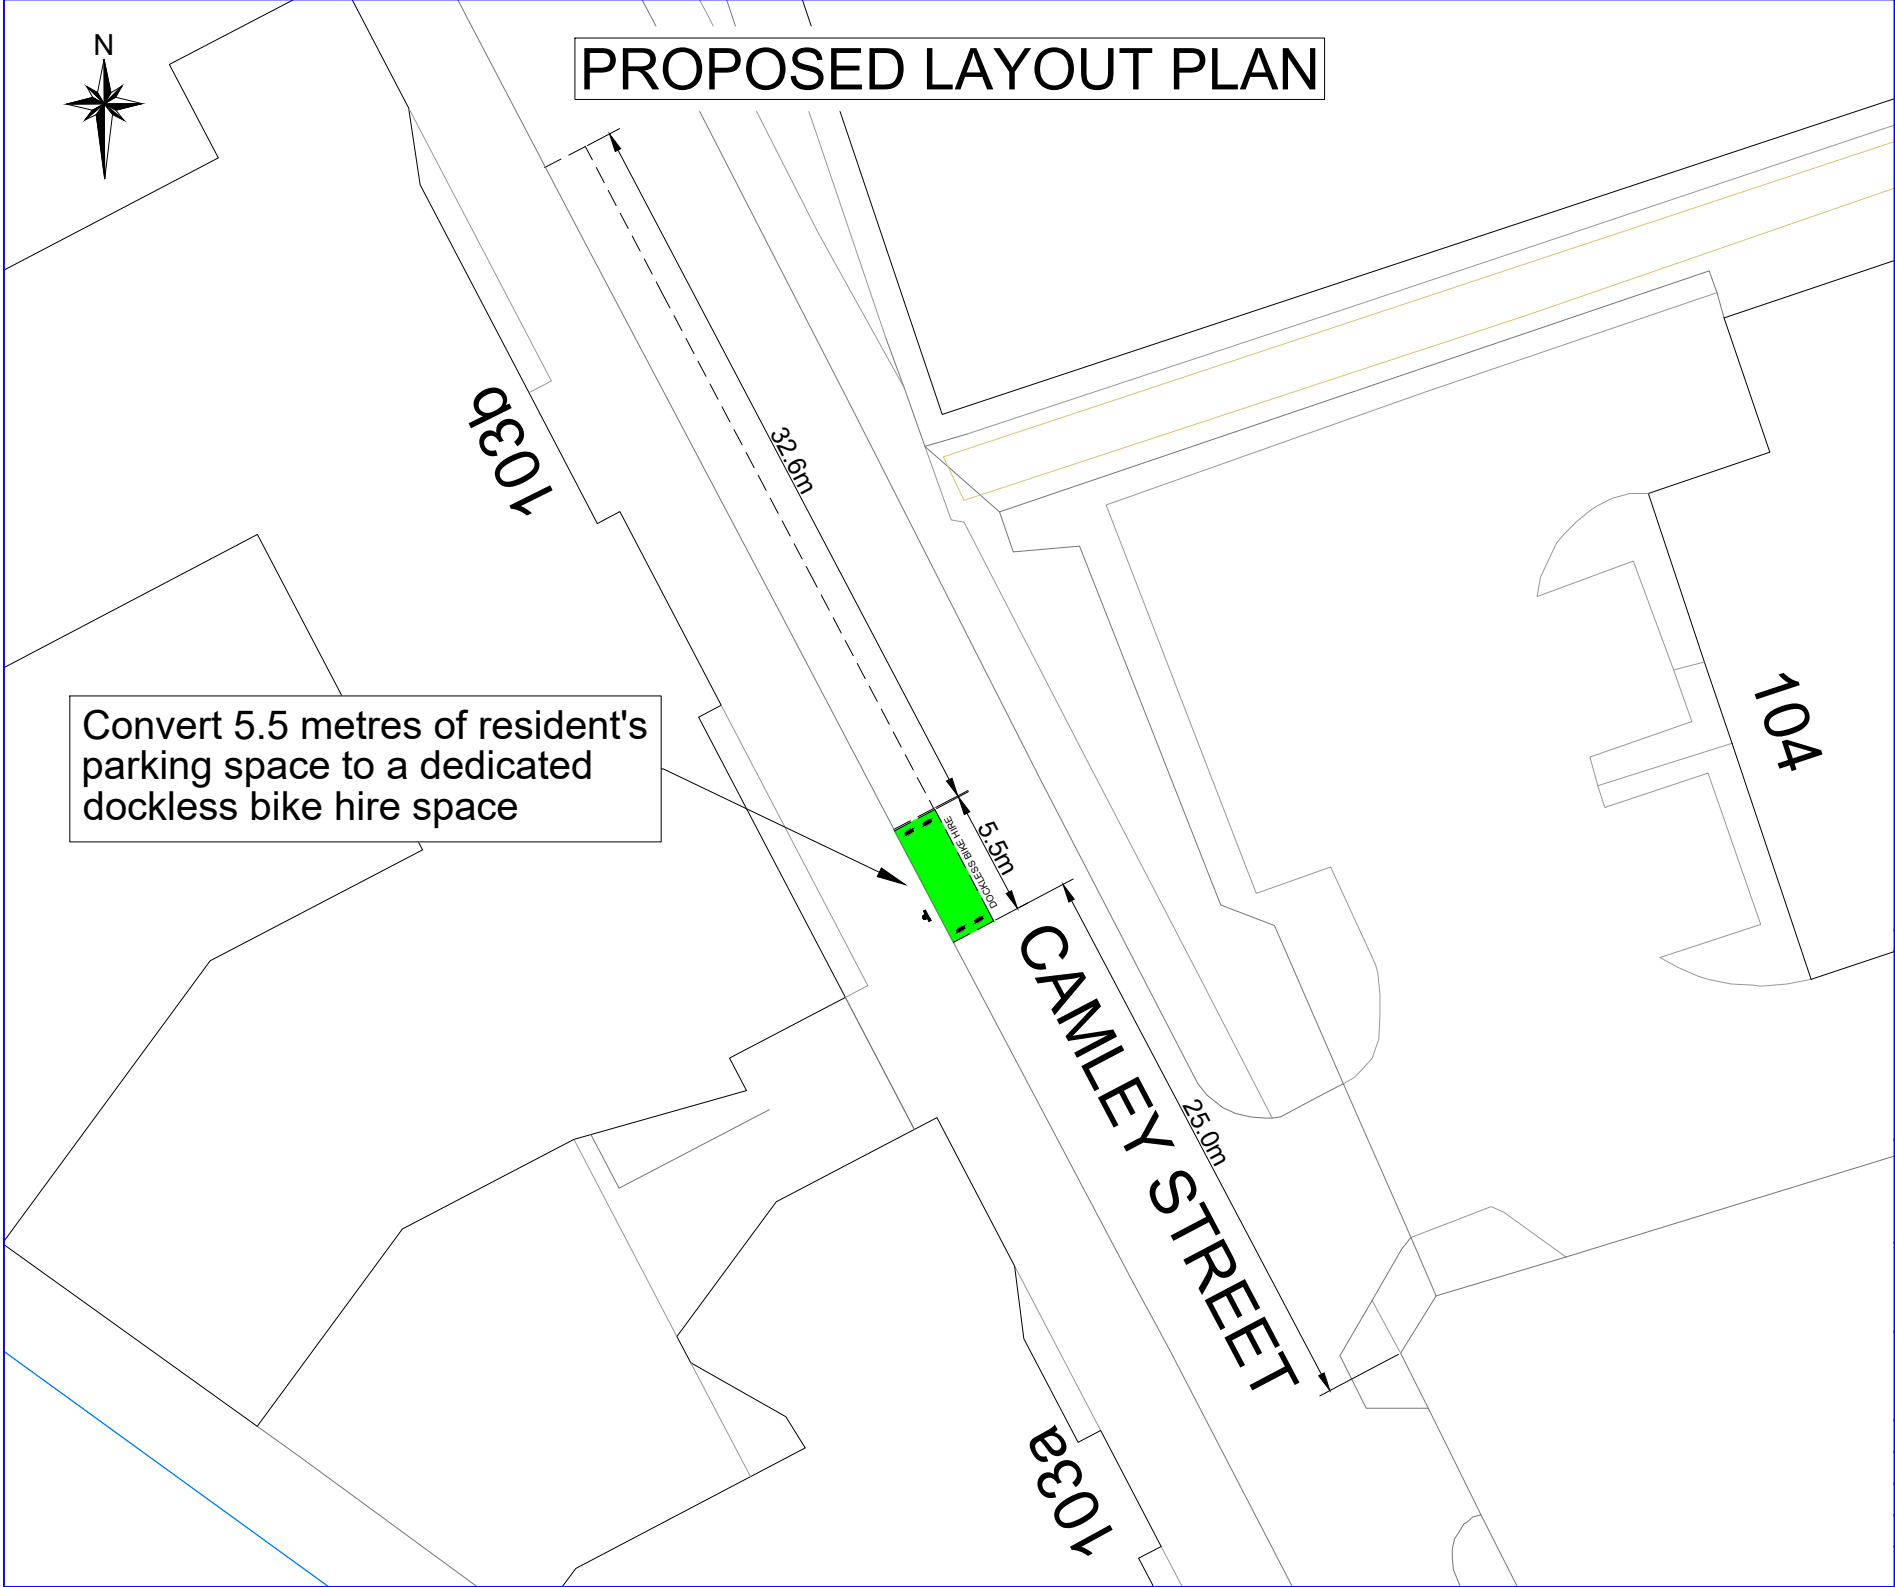 N
PROPOSED LAYOUT PLAN
32.6m
103b
104
Convert 5.5 metres of resident's
parking space to a dedicated
dockless bike hire space
DOCKLESS BIKE HIRE
5.5m
CAMLEY STREET
25.0m
103a